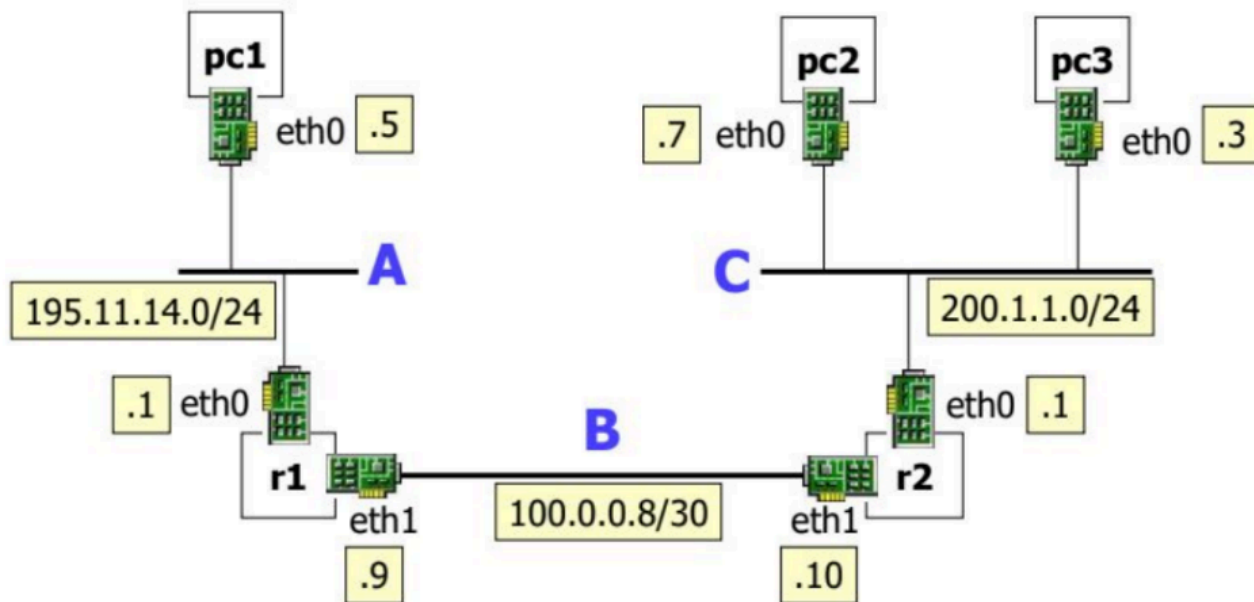 pc1
pc2
pc3
eth0 .5
.7 eth0
eth0 .3
A
C
195.11.14.0/24
200.1.1.0/24
.1 eth0
eth0 .1
B
r1
r2
100.0.0.8/30
eth1
eth1
.9
.10